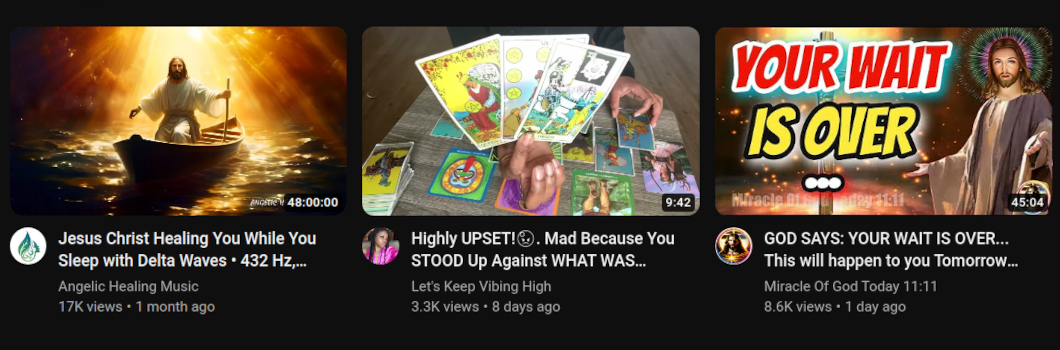 YOUR WAIT
IS OVER
...
Miracle Of God Today 11:11
48:00:00
9:42
45:04
Jesus Christ Healing You While You
Sleep with Delta Waves • 432 Hz,...
Angelic Healing Music
17K views • 1 month ago
Highly UPSET!😉. Mad Because You
STOOD Up Against WHAT WAS...
Let's Keep Vibing High
3.3K views • 8 days ago
GOD SAYS: YOUR WAIT IS OVER...
This will happen to you Tomorrow...
Miracle Of God Today 11:11
8.6K views • 1 day ago